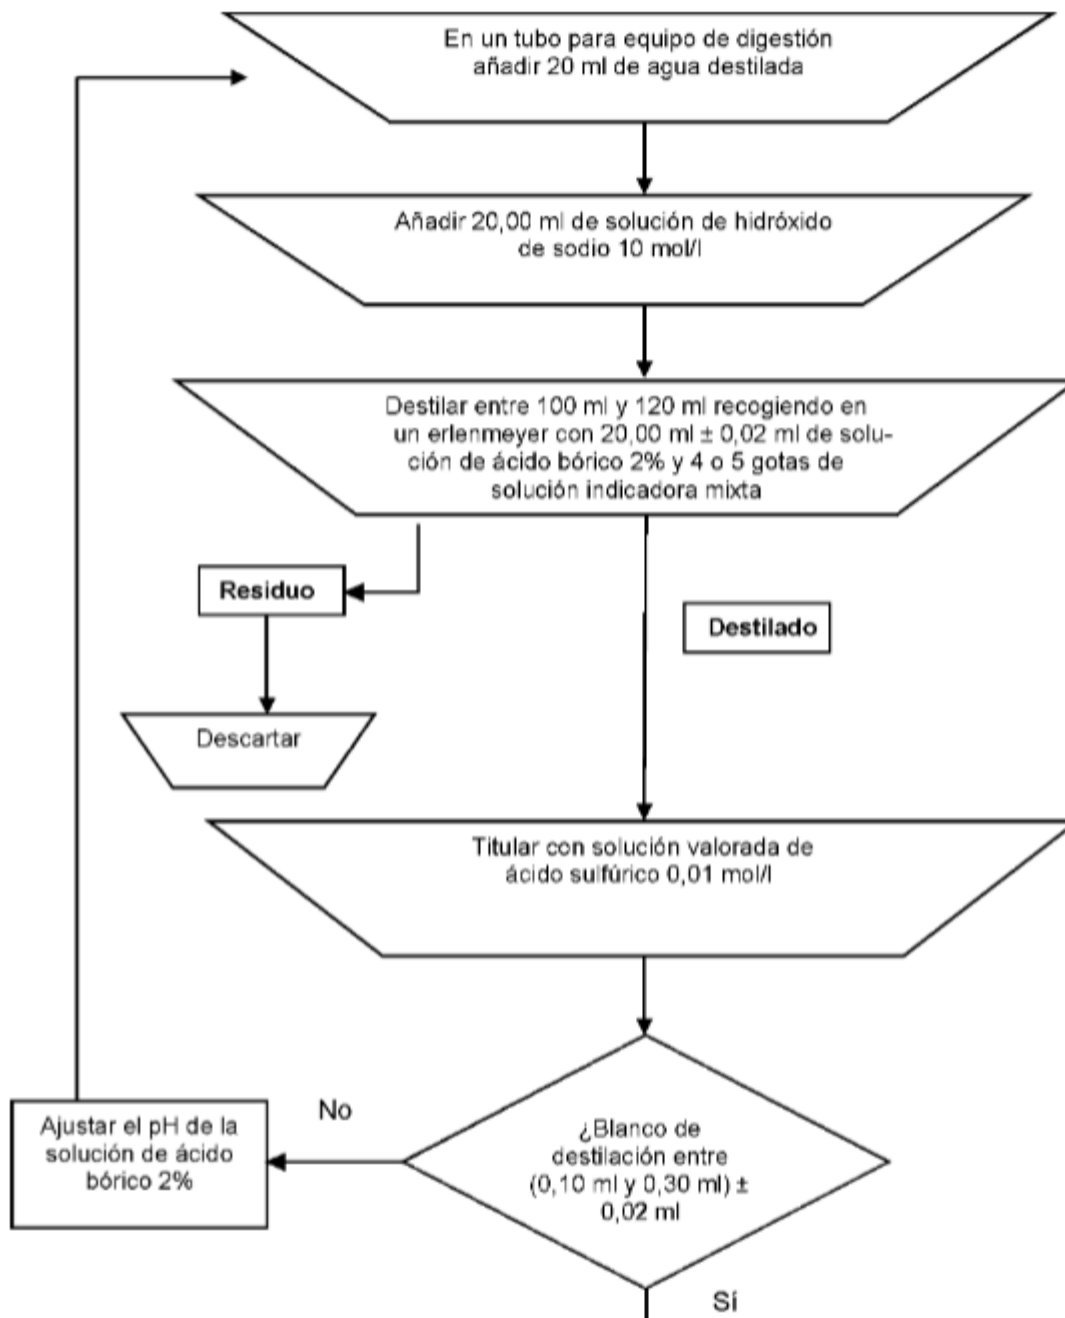 En un tubo para equipo de digestión
añadir 20 ml de agua destilada
Añadir 20,00 ml de solución de hidróxido
de sodio 10 mol/l
Destilar entre 100 ml y 120 ml recogiendo en
un erlenmeyer con 20,00 ml ± 0,02 ml de solu-
ción de ácido bórico 2% y 4 o 5 gotas de
solución indicadora mixta
Residuo
Destilado
Descartar
Titular con solución valorada de
ácido sulfúrico 0,01 mol/l
No
Ajustar el pH de la
solución de ácido
bórico 2%
¿Blanco de
destilación entre
(0,10 ml y 0,30 ml) ±
0,02 ml
Sí